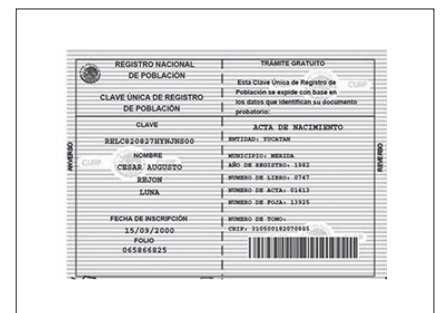 REGISTRO NACIONAL
DE POBLACIÓN
CLAVE ÚNICA DE REGISTRO
DE POBLACIÓN
CLAVE
RELC820827HYNJNS00
NOMBRE
CESAR AUGUSTO
REJON
LUNA
FECHA DE INSCRIPCIÓN
15/09/2000
FOLIO
065866825
ANVERSO
TRÁMITE GRATUITO
Esta Clave Única de Registro de
Población se expide con base en
los datos que identifican su documento
probatorio:
ACTA DE NACIMIENTO
ENTIDAD: YUCATAN
MUNICIPIO: MERIDA
AÑO DE REGISTRO: 1982
NUMERO DE LIBRO: 0747
NUMERO DE ACTA: 01413
NUMERO DE FOJA: 13925
NUMERO DE TOMO:
CRIP:
REVERSO
CURP
CURP